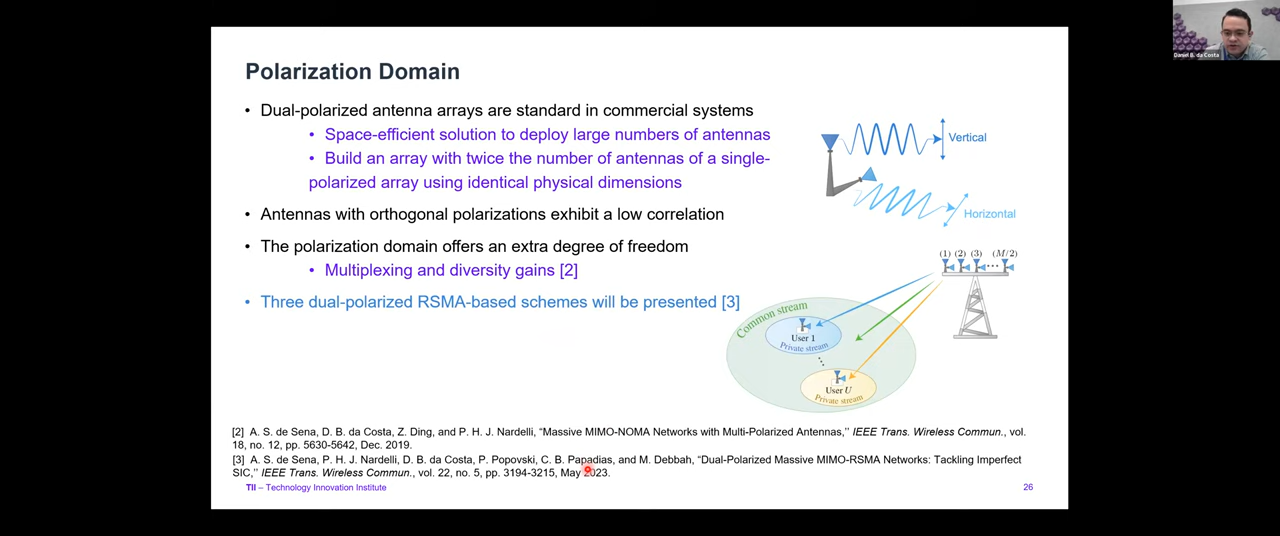 Daniel B. da Costa
Polarization Domain
• Dual-polarized antenna arrays are standard in commercial systems
• Space-efficient solution to deploy large numbers of antennas
• Build an array with twice the number of antennas of a single-
polarized array using identical physical dimensions
• Antennas with orthogonal polarizations exhibit a low correlation
• The polarization domain offers an extra degree of freedom
• Multiplexing and diversity gains [2]
• Three dual-polarized RSMA-based schemes will be presented [3]
Vertical
Horizontal
(1) (2) (3) (M/2)
Common stream
User 1
Private stream
User U
Private stream
[2] A. S. de Sena, D. B. da Costa, Z. Ding, and P. H. J. Nardelli, “Massive MIMO-NOMA Networks with Multi-Polarized Antennas,’’ IEEE Trans. Wireless Commun., vol.
18, no. 12, pp. 5630-5642, Dec. 2019.
[3] A. S. de Sena, P. H. J. Nardelli, D. B. da Costa, P. Popovski, C. B. Papadias, and M. Debbah, “Dual-Polarized Massive MIMO-RSMA Networks: Tackling Imperfect
SIC,’’ IEEE Trans. Wireless Commun., vol. 22, no. 5, pp. 3194-3215, May 2023.
TII – Technology Innovation Institute
26